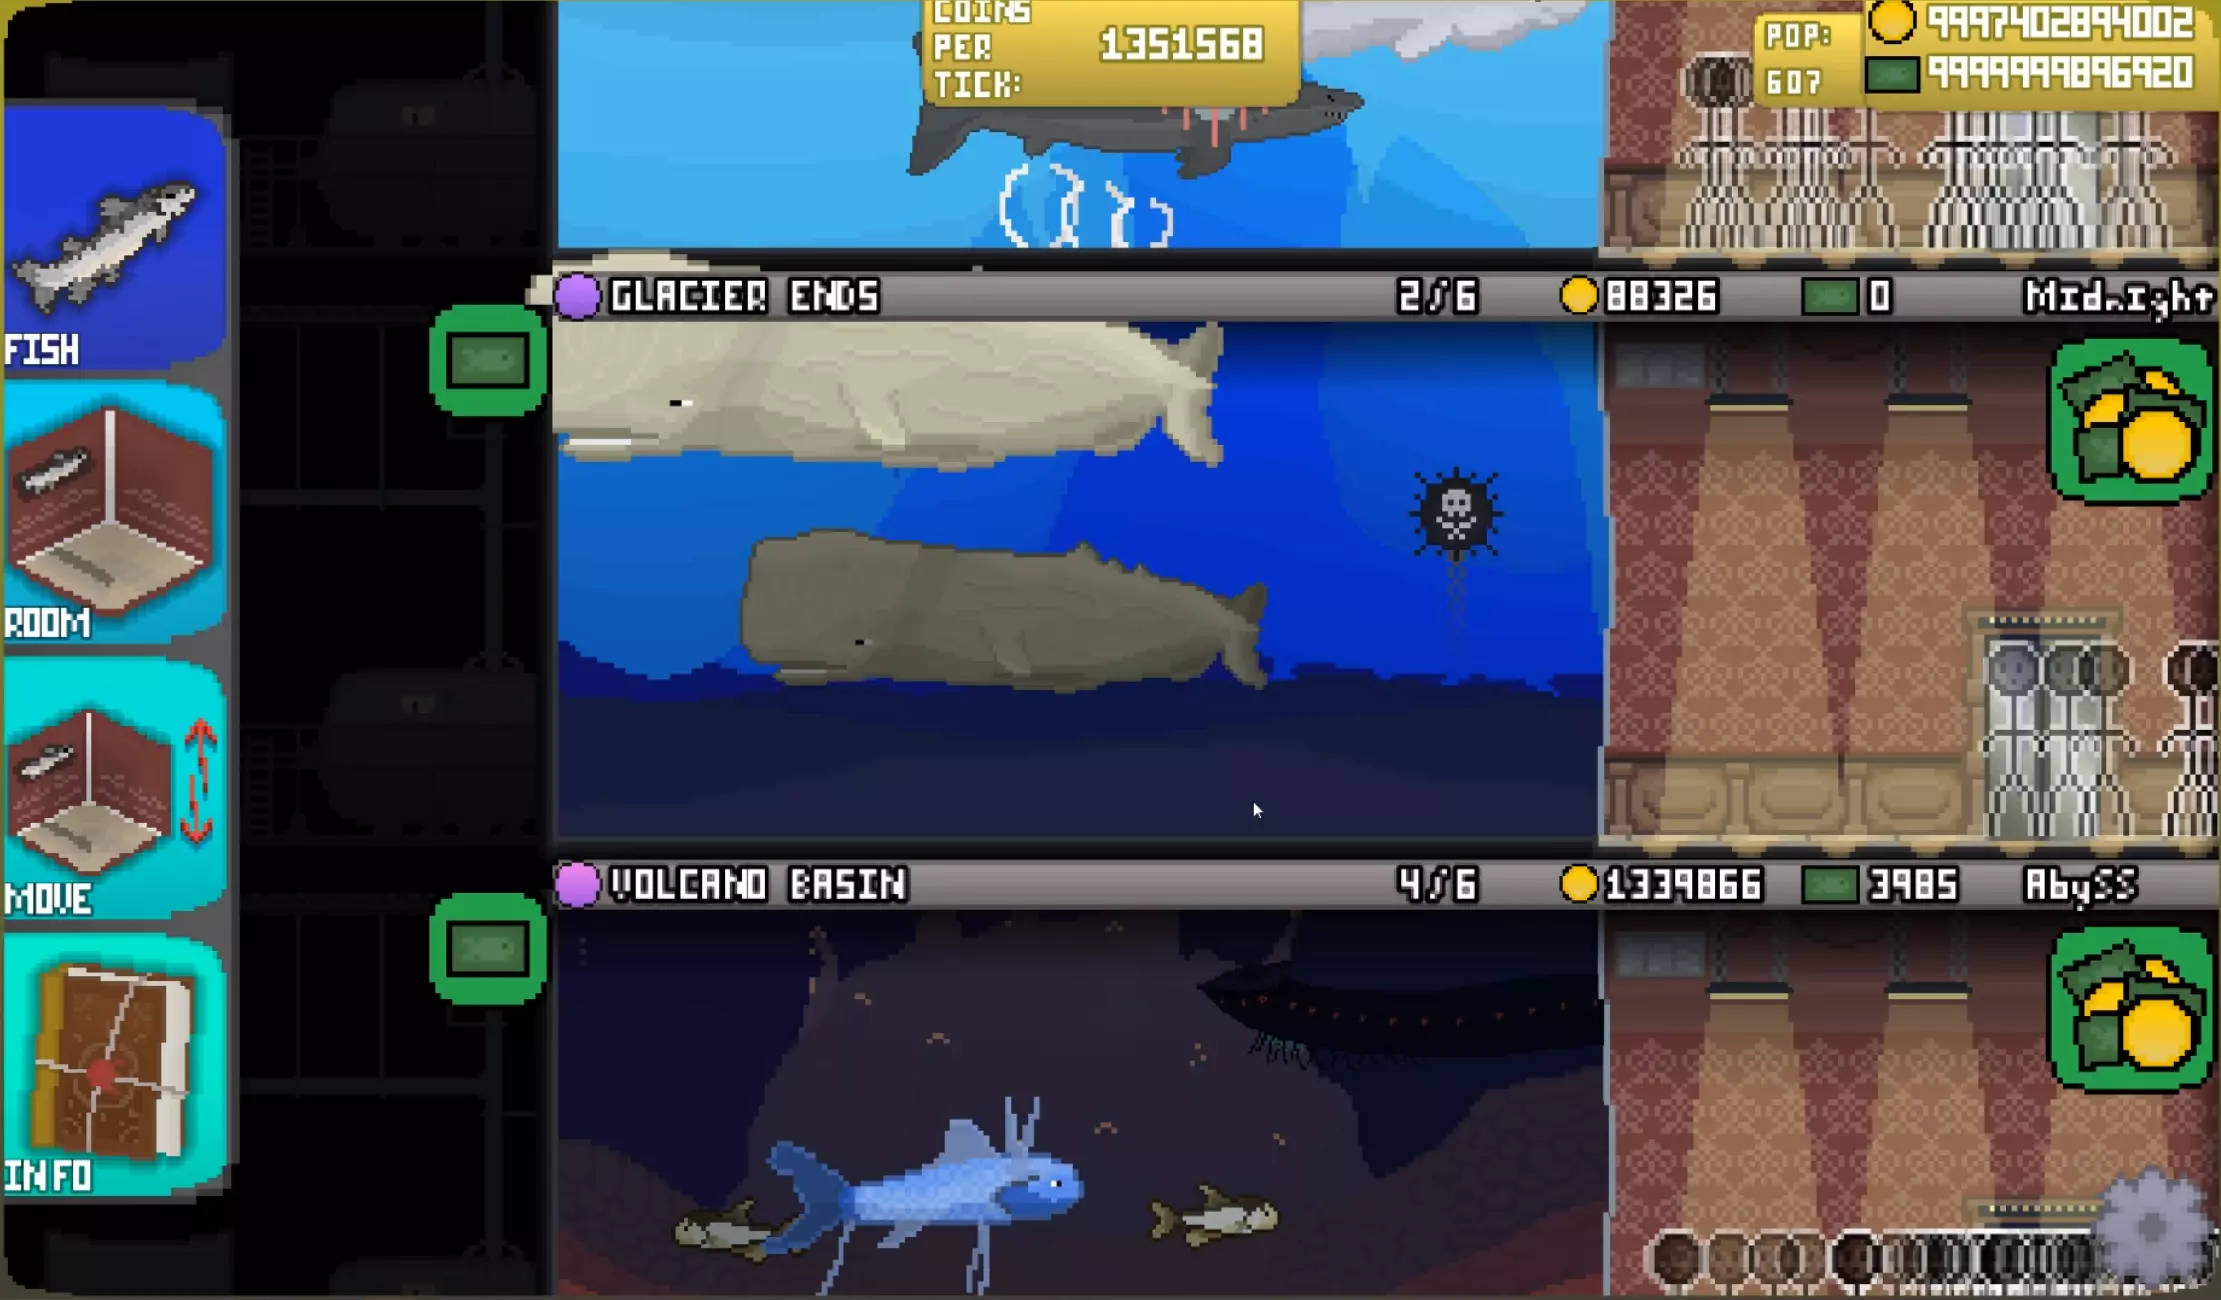 COINS PER TICK: 1351568
POP: 607
9997402894002
9999999896920
FISH
ROOM
MOVE
INFO
GLACIER ENDS 2/6 88326 0 Midnight
VOLCANO BASIN 4/6 1339866 3985 Abyss